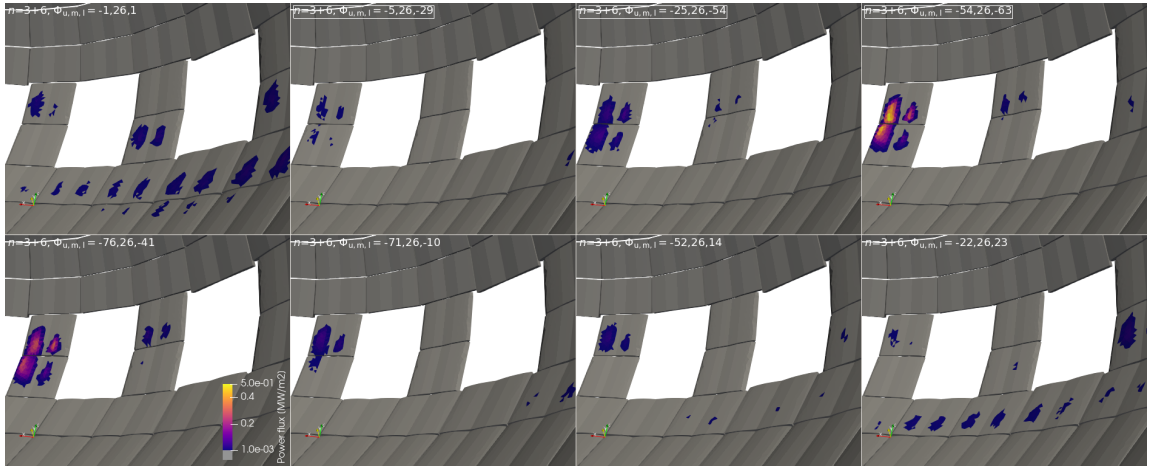 n=3+6, Φu, m, l = -1,26,1
n=3+6, Φu, m, l = -5,26,-29
n=3+6, Φu, m, l = -25,26,-54
n=3+6, Φu, m, l = -54,26,-63
n=3+6, Φu, m, l = -76,26,-41
n=3+6, Φu, m, l = -71,26,-10
n=3+6, Φu, m, l = -52,26,14
n=3+6, Φu, m, l = -22,26,23
5.0e-01
0.4
0.2
1.0e-03
Power flux (MW/m2)